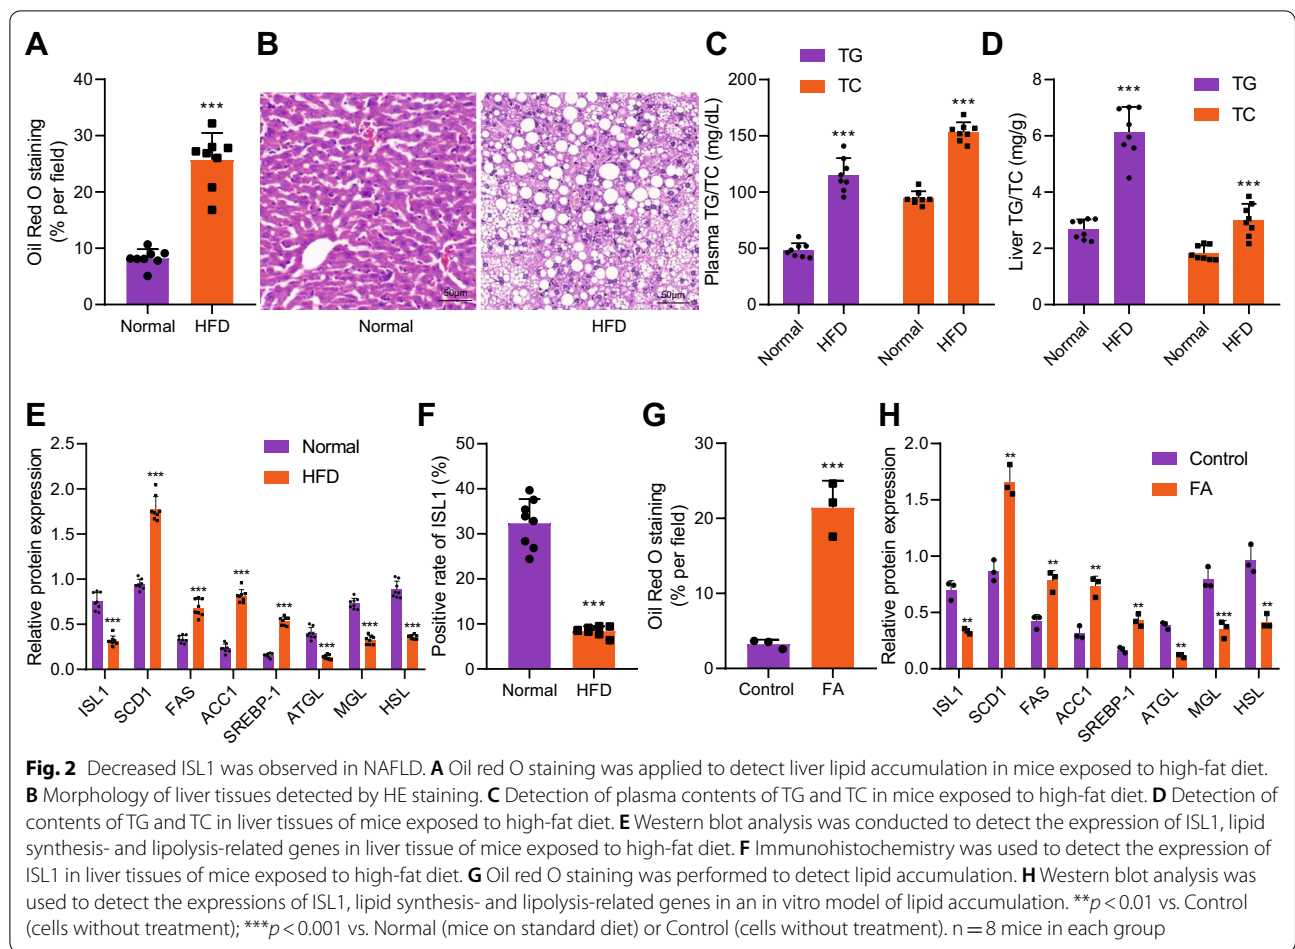 A
Oil Red O staining
(% per field)
40
30
20
10
0
***
Normal
HFD
B
50μm
Normal
50μm
HFD
C
TG
TC
Plasma TG/TC (mg/dL)
200
150
100
50
0
***
***
Normal
HFD
Normal
HFD
D
TG
TC
Liver TG/TC (mg/g)
8
6
4
2
0
***
***
Normal
HFD
Normal
HFD
E
Normal
HFD
Relative protein expression
2.5
2.0
1.5
1.0
0.5
0.0
***
***
***
***
***
***
***
***
ISL1
SCD1
FAS
ACC1
SREBP-1
ATGL
MGL
HSL
F
Positive rate of ISL1 (%)
50
40
30
20
10
0
***
Normal
HFD
G
Oil Red O staining
(% per field)
30
20
10
0
***
Control
FA
H
Control
FA
Relative protein expression
2.0
1.5
1.0
0.5
0.0
**
**
**
**
**
**
***
**
ISL1
SCD1
FAS
ACC1
SREBP-1
ATGL
MGL
HSL
Fig. 2 Decreased ISL1 was observed in NAFLD. A Oil red O staining was applied to detect liver lipid accumulation in mice exposed to high-fat diet.
B Morphology of liver tissues detected by HE staining. C Detection of plasma contents of TG and TC in mice exposed to high-fat diet. D Detection of
contents of TG and TC in liver tissues of mice exposed to high-fat diet. E Western blot analysis was conducted to detect the expression of ISL1, lipid
synthesis- and lipolysis-related genes in liver tissue of mice exposed to high-fat diet. F Immunohistochemistry was used to detect the expression of
ISL1 in liver tissues of mice exposed to high-fat diet. G Oil red O staining was performed to detect lipid accumulation. H Western blot analysis was
used to detect the expressions of ISL1, lipid synthesis- and lipolysis-related genes in an in vitro model of lipid accumulation. **p < 0.01 vs. Control
(cells without treatment); ***p < 0.001 vs. Normal (mice on standard diet) or Control (cells without treatment). n = 8 mice in each group